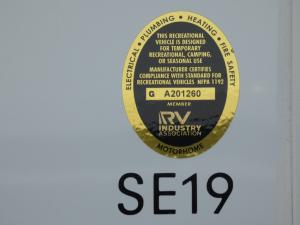 ELECTRICAL • PLUMBING • HEATING • FIRE SAFETY
THIS RECREATIONAL
VEHICLE IS DESIGNED
FOR TEMPORARY
RECREATIONAL, CAMPING,
OR SEASONAL USE
MANUFACTURER CERTIFIES
COMPLIANCE WITH STANDARD FOR
RECREATIONAL VEHICLES NFPA 1192
G A201260
MEMBER
RV
INDUSTRY
ASSOCIATION
MOTORHOME
SE19